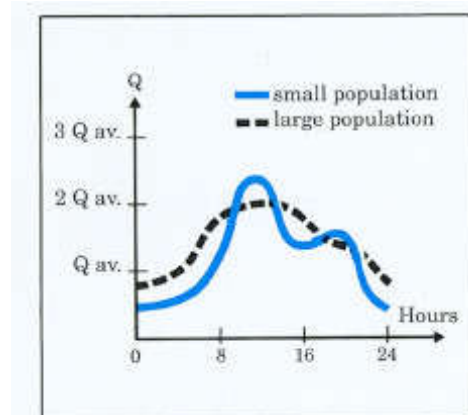 Q
small population
large population
3 Q av.
2 Q av.
Q av.
Hours
0 8 16 24